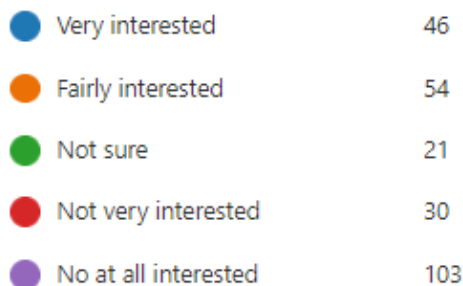 Very interested 46
Fairly interested 54
Not sure 21
Not very interested 30
No at all interested 103